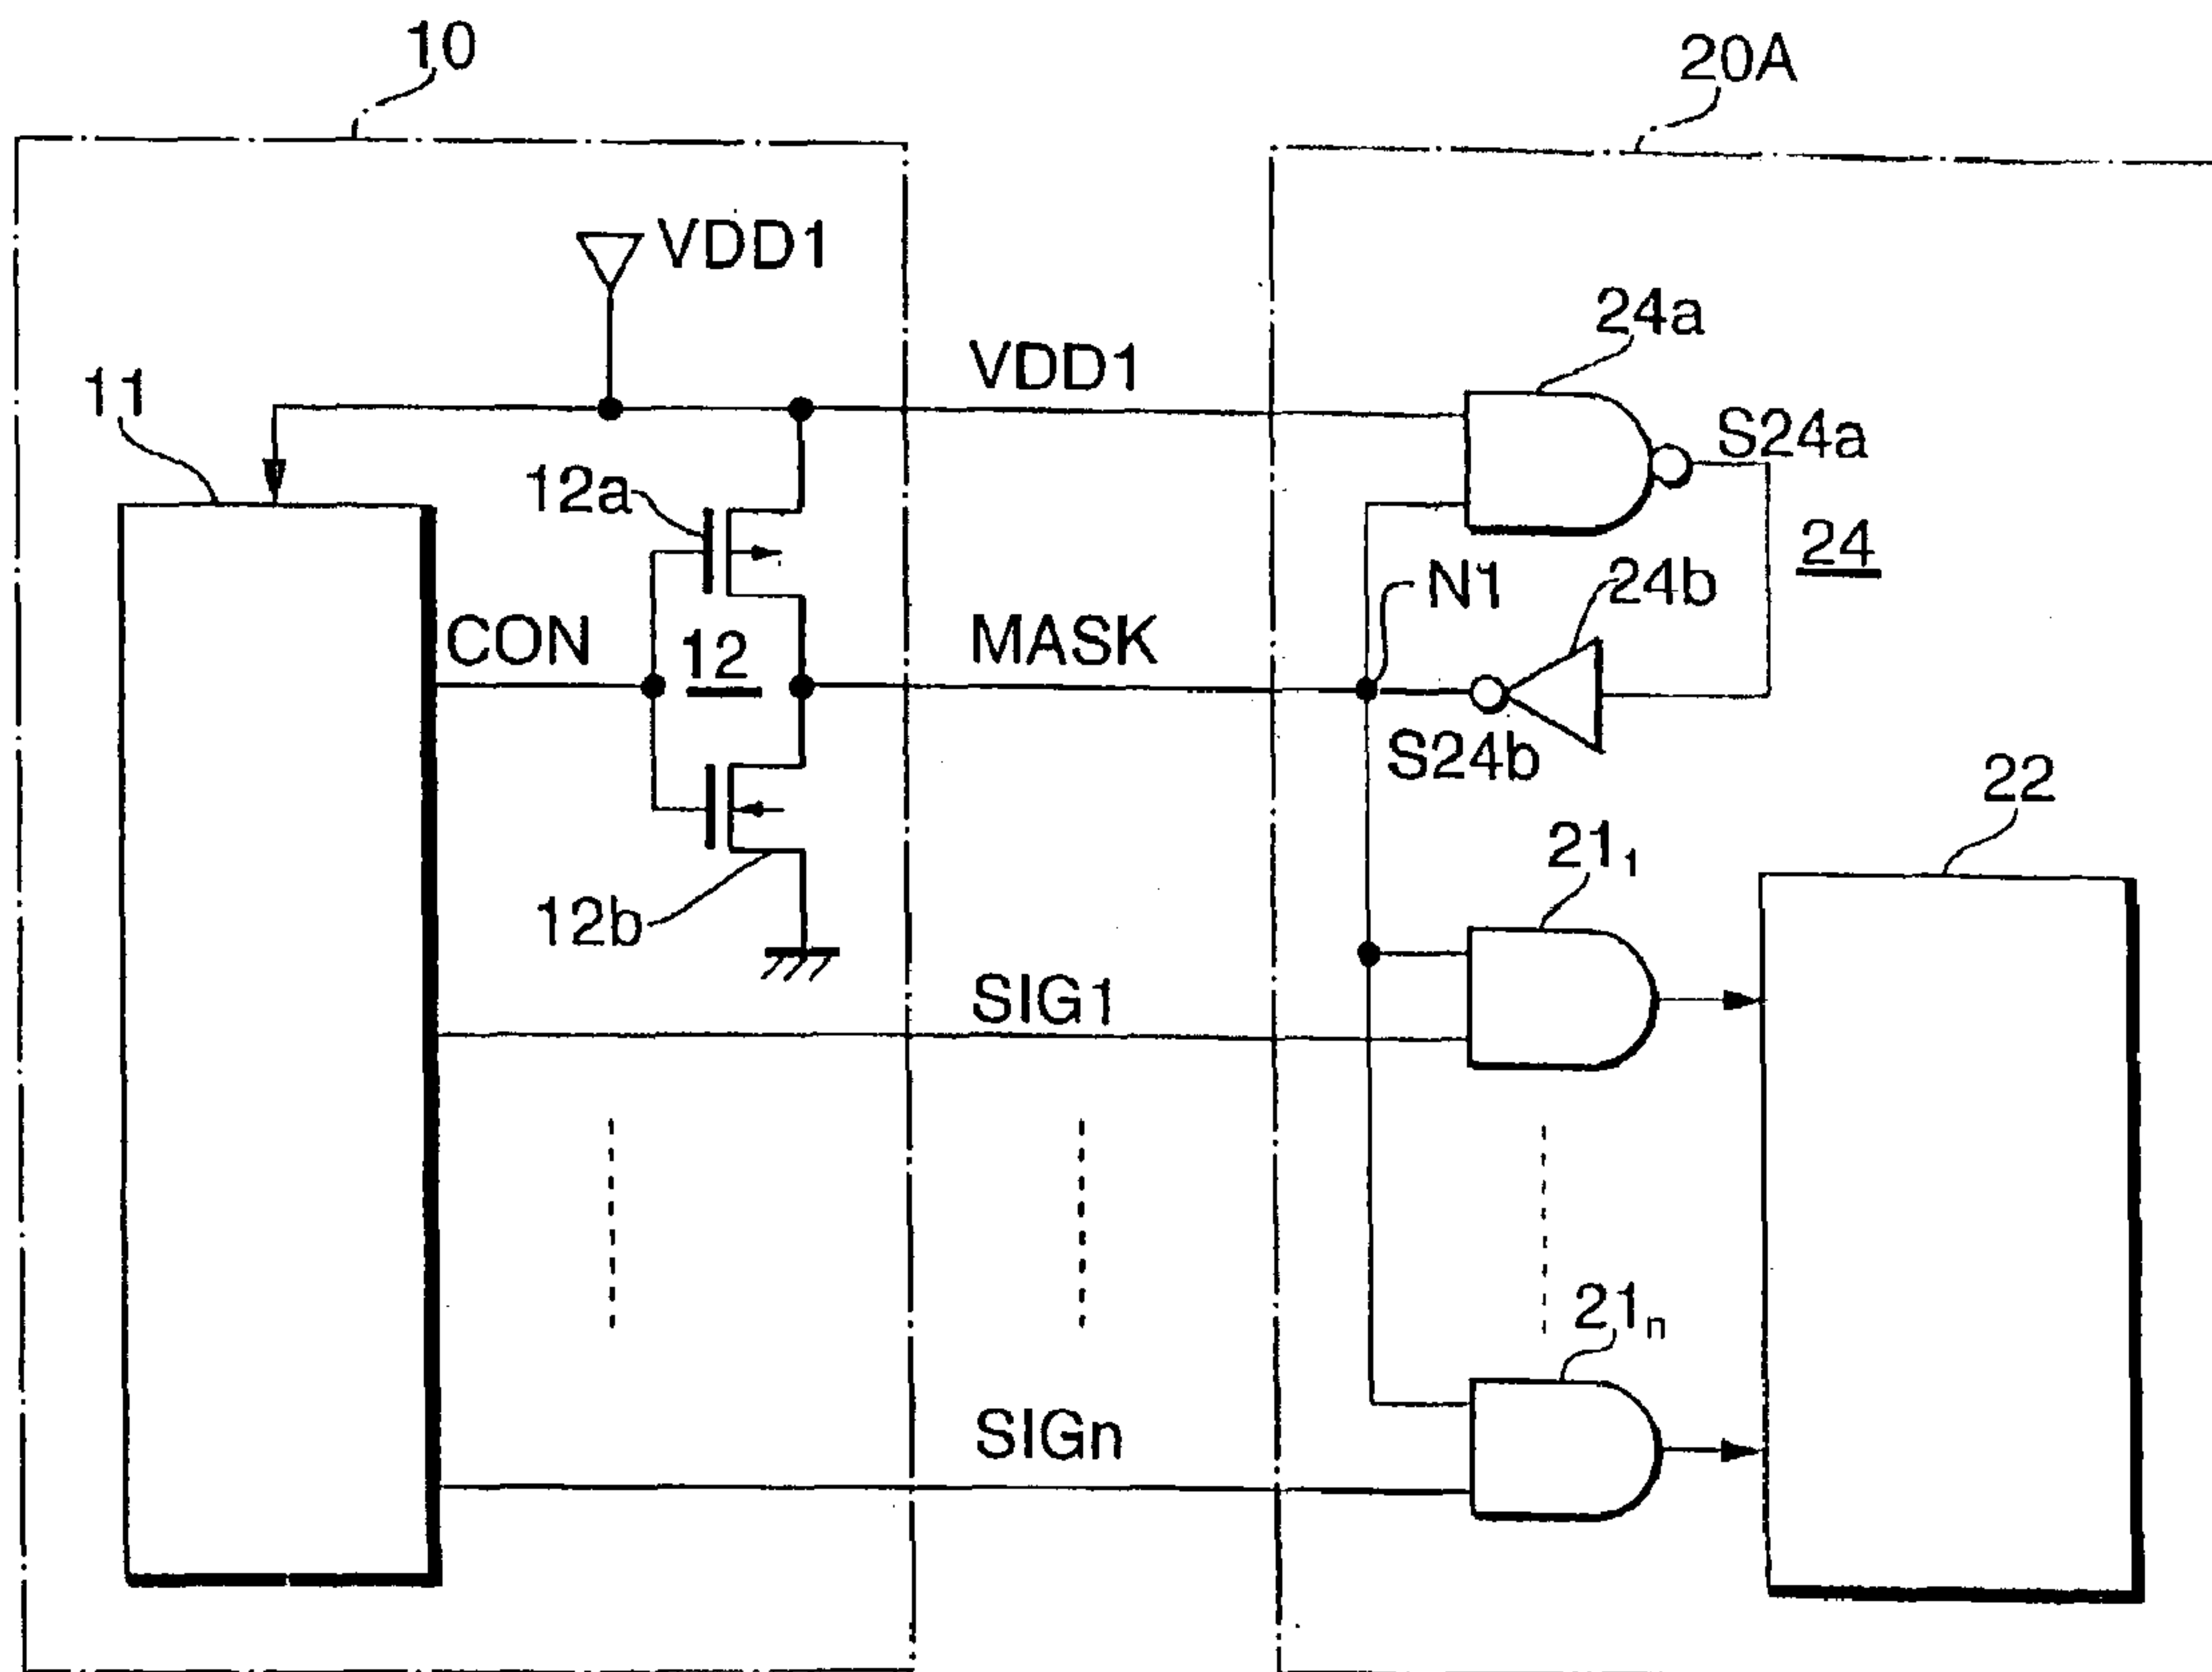 10
20A
VDD1
24a
VDD1
11
S24a
12a
24
N1
24b
CON
12
MASK
S24b
22
21₁
12b
SIG1
21ₙ
SIGn